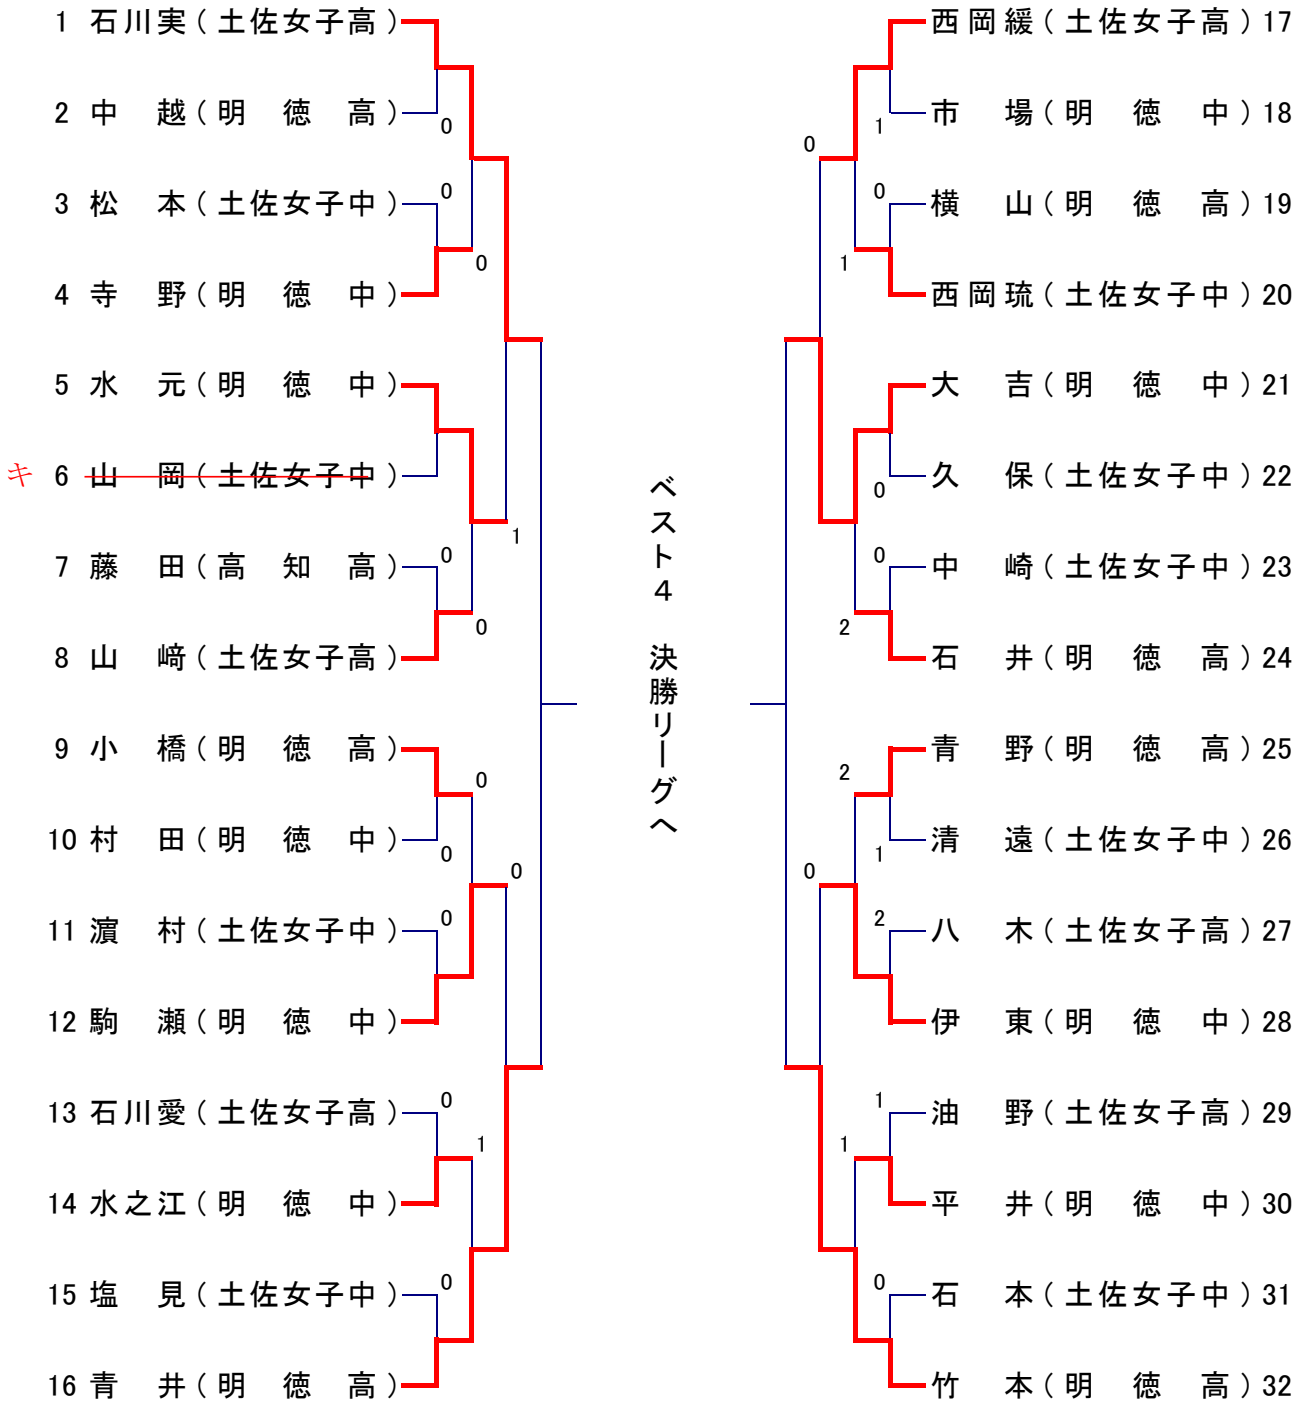 1 石川実(土佐女子高)
2 中越(明徳高)
0
3 松本(土佐女子中)
0
0
4 寺野(明徳中)
5 水元(明徳中)
キ 6 山岡(土佐女子中)
1
7 藤田(高知高)
0
0
8 山﨑(土佐女子高)
9 小橋(明徳高)
0
10 村田(明徳中)
0
0
11 濵村(土佐女子中)
0
12 駒瀬(明徳中)
13 石川愛(土佐女子高)
0
1
14 水之江(明徳中)
15 塩見(土佐女子中)
0
16 青井(明徳高)
ベスト4 決勝リーグへ
西岡緩(土佐女子高)17
市場(明徳中)18
1
0
横山(明徳高)19
0
1
西岡琉(土佐女子中)20
大吉(明徳中)21
久保(土佐女子中)22
0
中崎(土佐女子中)23
0
2
石井(明徳高)24
青野(明徳高)25
2
清遠(土佐女子中)26
1
0
八木(土佐女子高)27
2
伊東(明徳中)28
油野(土佐女子高)29
1
1
平井(明徳中)30
石本(土佐女子中)31
0
竹本(明徳高)32